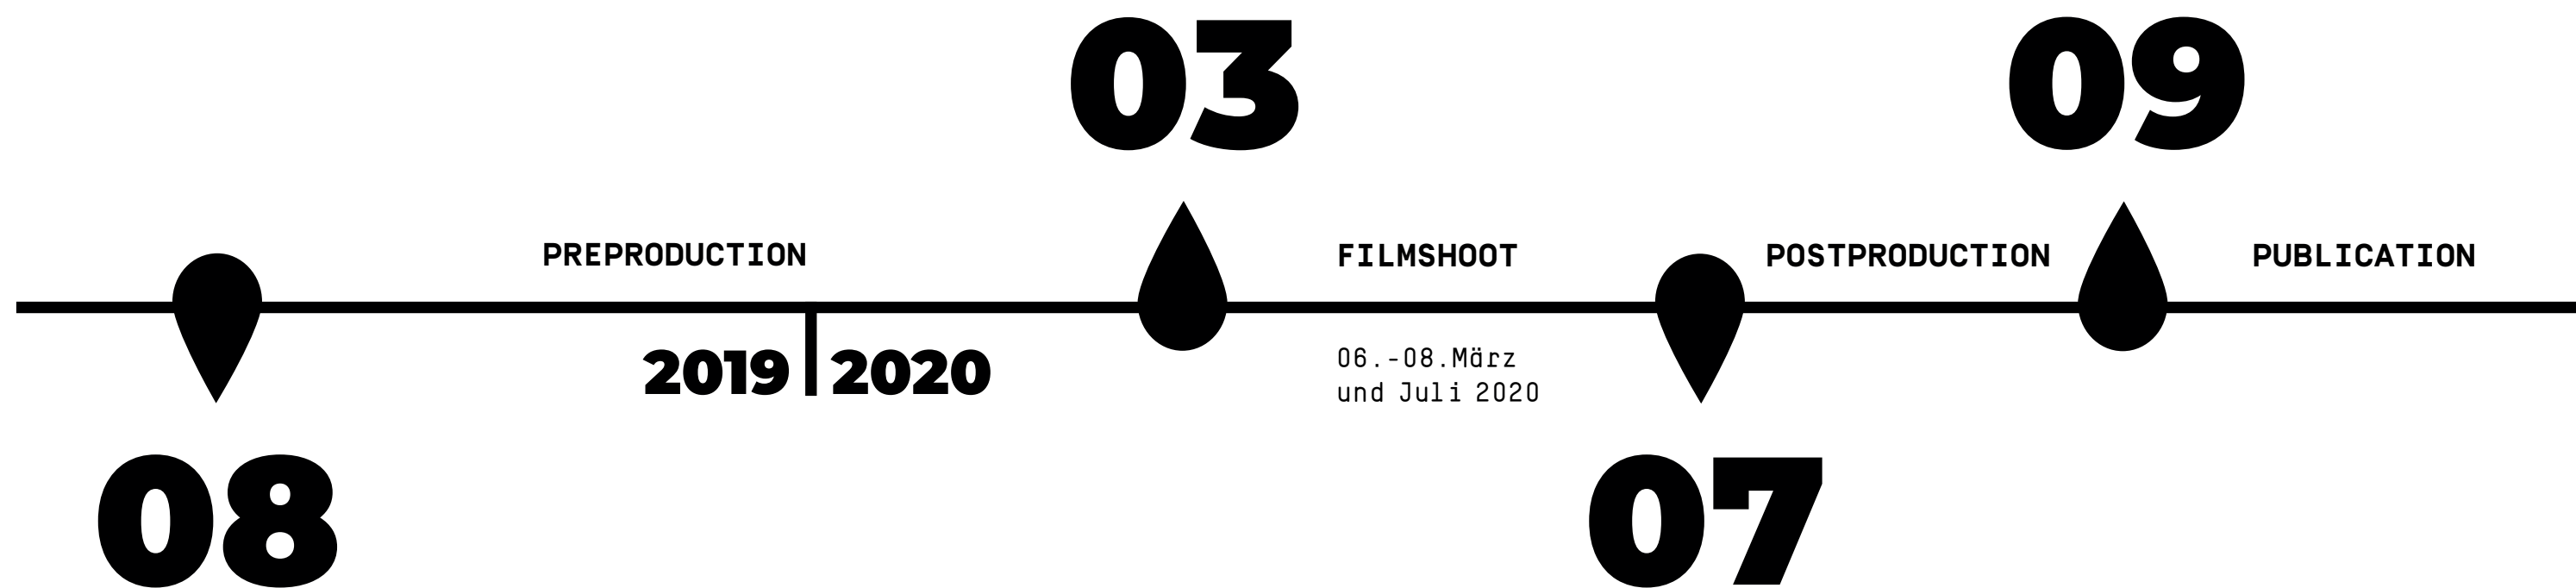 03
09
PREPRODUCTION
FILMSHOOT
POSTPRODUCTION
PUBLICATION
2019
2020
06.-08.März
und Juli 2020
08
07